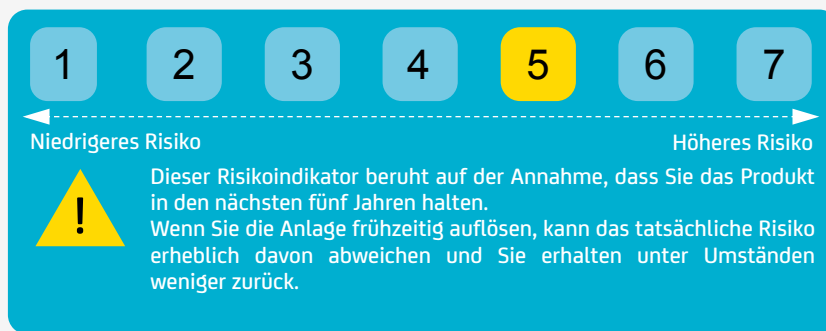 1 2 3 4 5 6 7
Niedrigeres Risiko Höheres Risiko
Dieser Risikoindikator beruht auf der Annahme, dass Sie das Produkt
in den nächsten fünf Jahren halten.
!
Wenn Sie die Anlage frühzeitig auflösen, kann das tatsächliche Risiko
erheblich davon abweichen und Sie erhalten unter Umständen
weniger zurück.